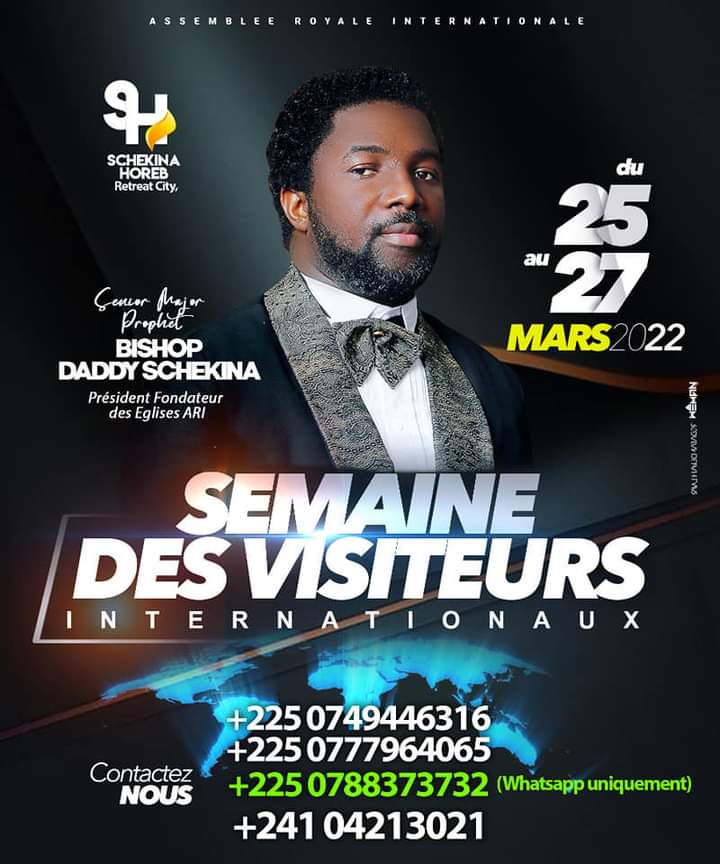 ASSEMBLEE ROYALE INTERNATIONALE
SH
SCHEKINA
HOREB
Retreat City,
du
25
au
27
MARS2022
Senior Major
Prophet
BISHOP
DADDY SCHEKINA
Président Fondateur
des Eglises ARI
SEMAINE
DES VISITEURS
INTERNATIONAUX
Contactez
NOUS
+225 0749446316
+225 0777964065
+225 0788373732 (Whatsapp uniquement)
+241 04213021